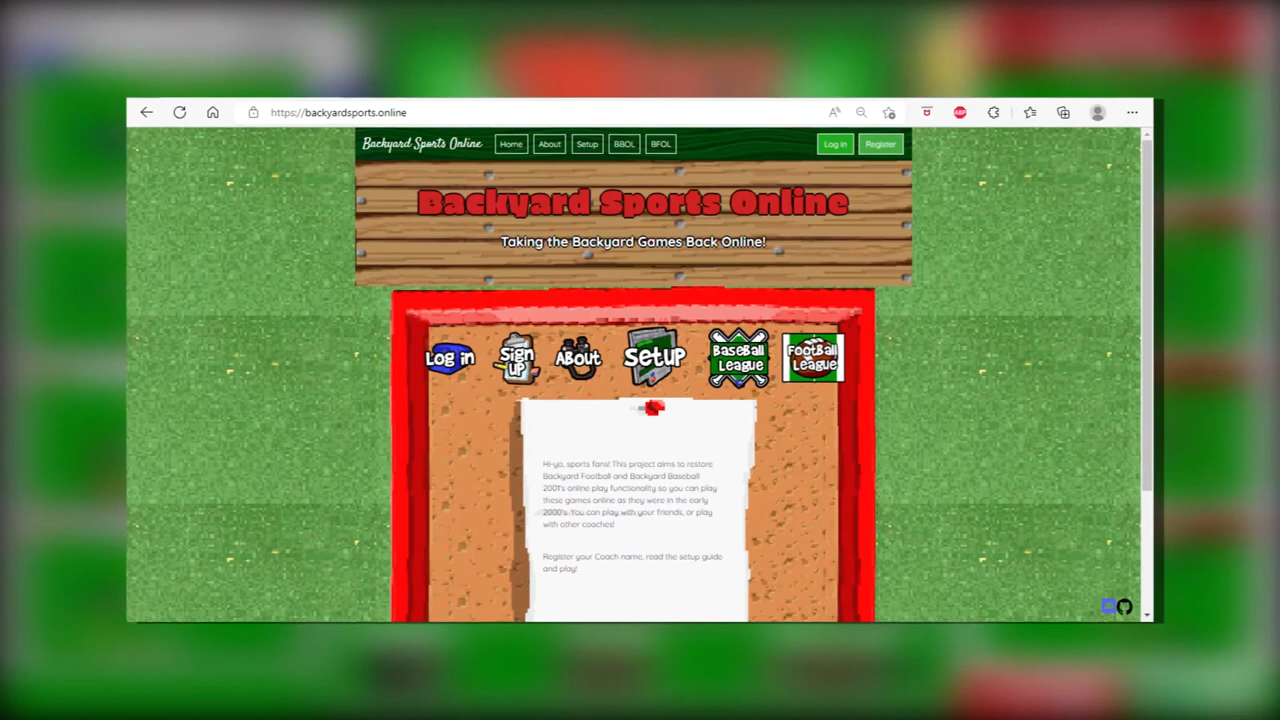 https://backyardsports.online
ABP
Backyard Sports Online Home About Setup BBOL BFOL Log In Register
Backyard Sports Online
Taking the Backyard Games Back Online!
Log in Sign up About Setup BaseBall League FootBall League
Hi-yo, sports fans! This project aims to restore
Backyard Football and Backyard Baseball
2001's online play functionality so you can play
these games online as they were in the early
2000's. You can play with your friends, or play
with other coaches!
Register your Coach name, read the setup guide
and play!